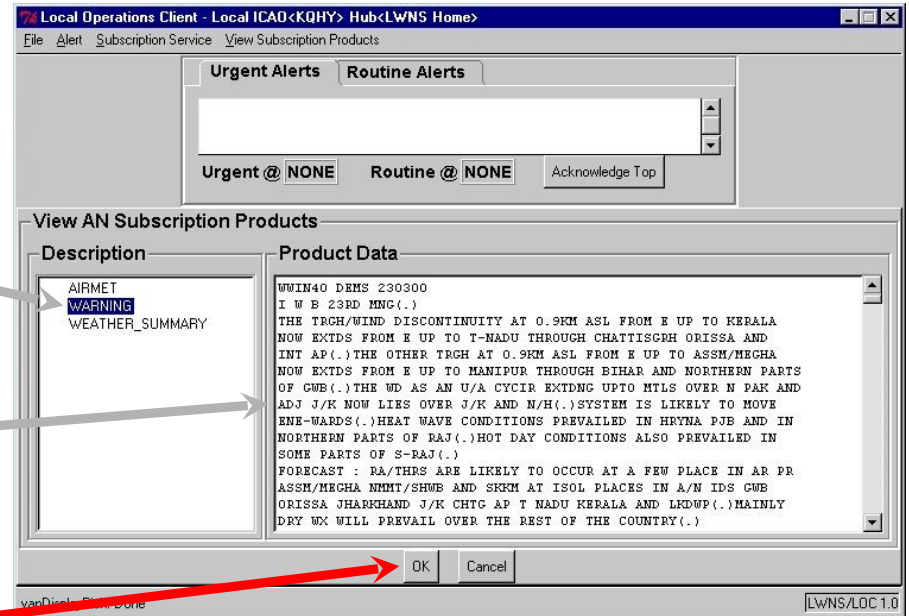 Local Operations Client - Local ICAO<KQHY> Hub<LWNS Home>
File Alert Subscription Service View Subscription Products
Urgent Alerts Routine Alerts
Urgent @ NONE Routine @ NONE Acknowledge Top
View AN Subscription Products
Description
AIRMET
WARNING
WEATHER_SUMMARY
Product Data
WWIN40 DEMS 230300
I W B 23RD MNG(.)
THE TRGH/WIND DISCONTINUITY AT 0.9KM ASL FROM E UP TO KERALA
NOW EXTDS FROM E UP TO T-NADU THROUGH CHATTISGRH ORISSA AND
INT AP(.)THE OTHER TRGH AT 0.9KM ASL FROM E UP TO ASSM/MEGHA
NOW EXTDS FROM E UP TO MANIPUR THROUGH BIHAR AND NORTHERN PARTS
OF GWB(.)THE WD AS AN U/A CYCIR EXTDNG UPTO MTLS OVER N PAK AND
ADJ J/K NOW LIES OVER J/K AND N/H(.)SYSTEM IS LIKELY TO MOVE
ENE-WARDS(.)HEAT WAVE CONDITIONS PREVAILED IN HRYNA PJB AND IN
NORTHERN PARTS OF RAJ(.)HOT DAY CONDITIONS ALSO PREVAILED IN
SOME PARTS OF S-RAJ(.)
FORECAST : RA/THRS ARE LIKELY TO OCCUR AT A FEW PLACE IN AR PR
ASSM/MEGHA NMMT/SHWB AND SKKM AT ISOL PLACES IN A/N IDS GWB
ORISSA JHARKHAND J/K CHTG AP T NADU KERALA AND LKDWP(.)MAINLY
DRY WX WILL PREVAIL OVER THE REST OF THE COUNTRY(.)
OK Cancel
Done
LWNS/LOC 1.0